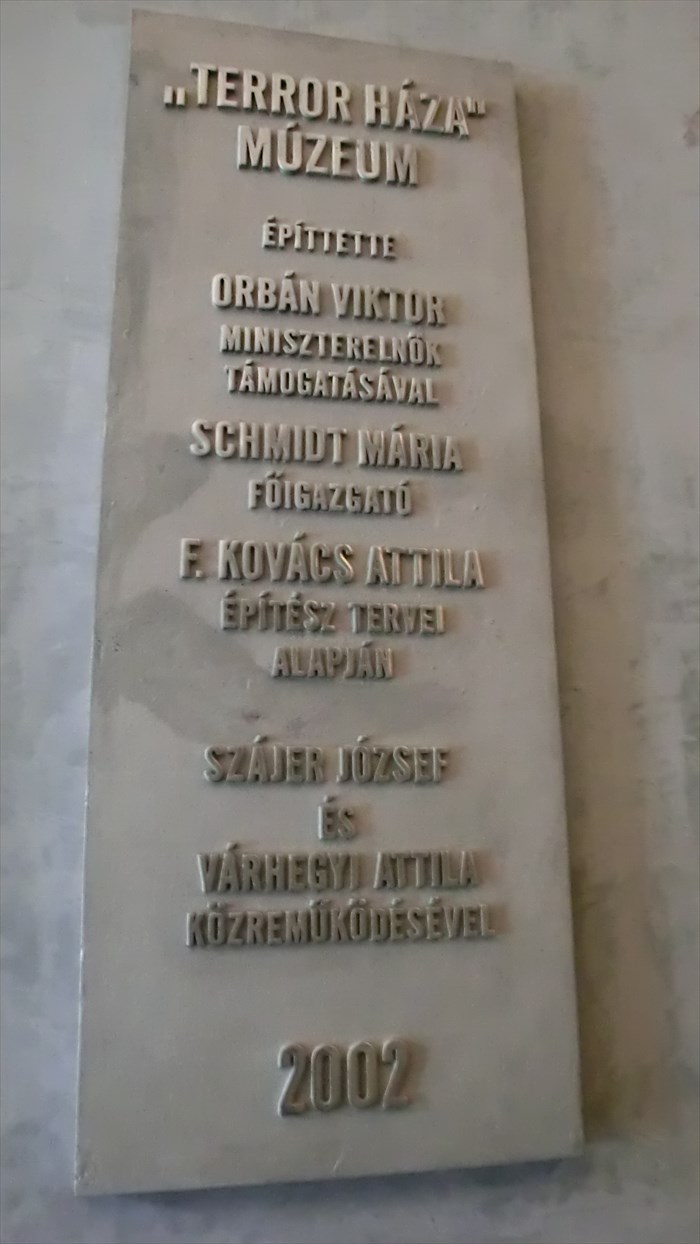 „TERROR HÁZA"
MÚZEUM
ÉPÍTTETTE
ORBÁN VIKTOR
MINISZTERELNÖK
TÁMOGATÁSÁVAL
SCHMIDT MÁRIA
FŐIGAZGATÓ
F. KOVÁCS ATTILA
ÉPÍTÉSZ TERVEI
ALAPJÁN
SZÁJER JÓZSEF
ÉS
VÁRHEGYI ATTILA
KÖZREMŰKÖDÉSÉVEL
2002